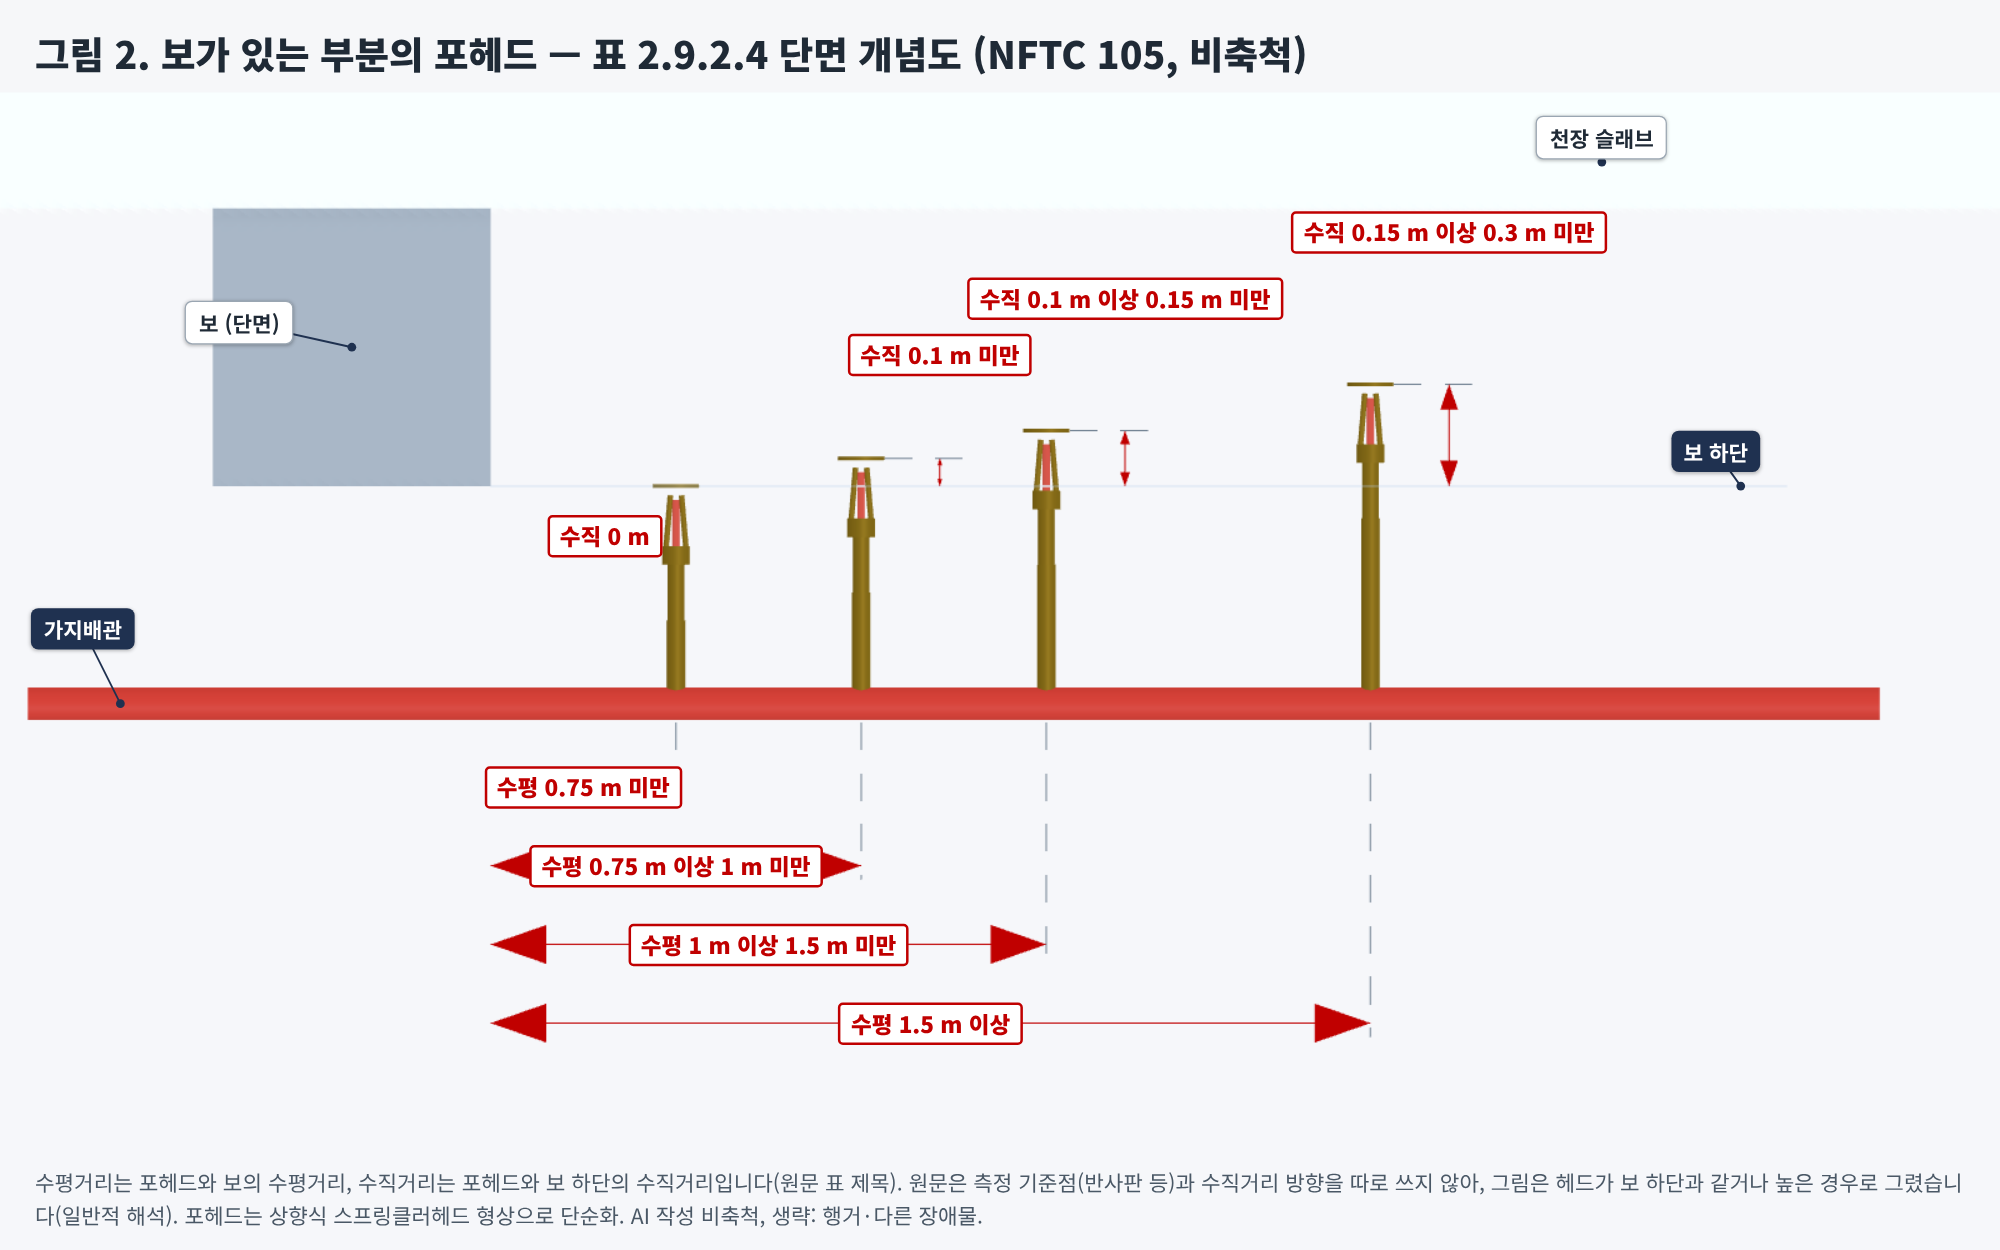 그림 2. 보가 있는 부분의 포헤드 — 표 2.9.2.4 단면 개념도 (NFTC 105, 비축척)
천장 슬래브
수직 0.15 m 이상 0.3 m 미만
수직 0.1 m 이상 0.15 m 미만
보 (단면)
수직 0.1 m 미만
보 하단
수직 0 m
가지배관
수평 0.75 m 미만
수평 0.75 m 이상 1 m 미만
수평 1 m 이상 1.5 m 미만
수평 1.5 m 이상
수평거리는 포헤드와 보의 수평거리, 수직거리는 포헤드와 보 하단의 수직거리입니다(원문 표 제목). 원문은 측정 기준점(반사판 등)과 수직거리 방향을 따로 쓰지 않아, 그림은 헤드가 보 하단과 같거나 높은 경우로 그렸습니
다(일반적 해석). 포헤드는 상향식 스프링클러헤드 형상으로 단순화. AI 작성 비축척, 생략: 행거·다른 장애물.